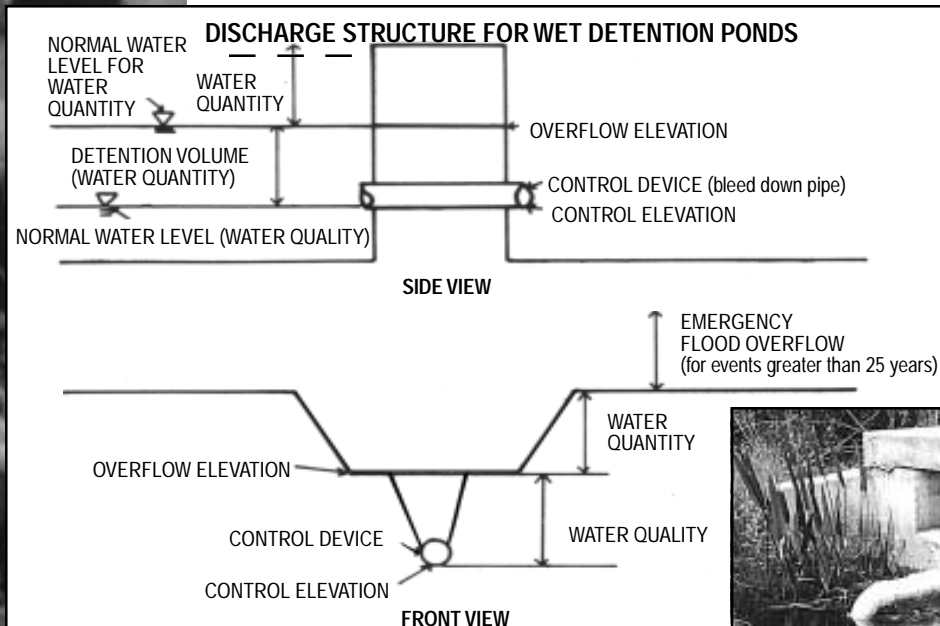 DISCHARGE STRUCTURE FOR WET DETENTION PONDS
NORMAL WATER
LEVEL FOR
WATER
QUANTITY
WATER
QUANTITY
OVERFLOW ELEVATION
DETENTION VOLUME
(WATER QUANTITY)
CONTROL DEVICE (bleed down pipe)
CONTROL ELEVATION
NORMAL WATER LEVEL (WATER QUALITY)
SIDE VIEW
EMERGENCY
FLOOD OVERFLOW
(for events greater than 25 years)
WATER
QUANTITY
OVERFLOW ELEVATION
CONTROL DEVICE
WATER QUALITY
CONTROL ELEVATION
FRONT VIEW